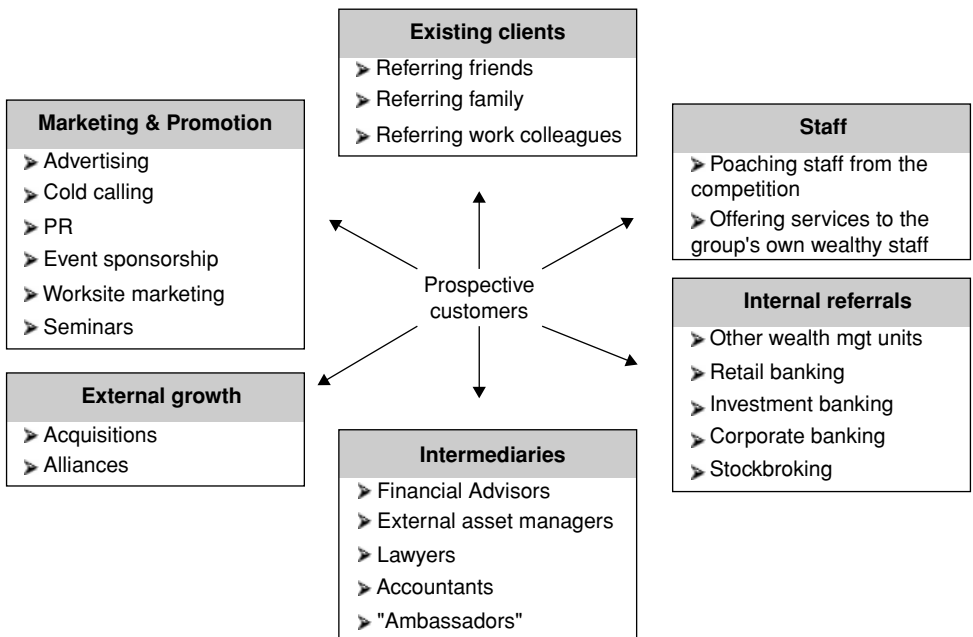 Existing clients
Referring friends
Referring family
Referring work colleagues
Marketing & Promotion
Advertising
Cold calling
PR
Event sponsorship
Worksite marketing
Seminars
Staff
Poaching staff from the
competition
Offering services to the
group's own wealthy staff
Prospective
customers
Internal referrals
Other wealth mgt units
Retail banking
Investment banking
Corporate banking
Stockbroking
External growth
Acquisitions
Alliances
Intermediaries
Financial Advisors
External asset managers
Lawyers
Accountants
"Ambassadors"